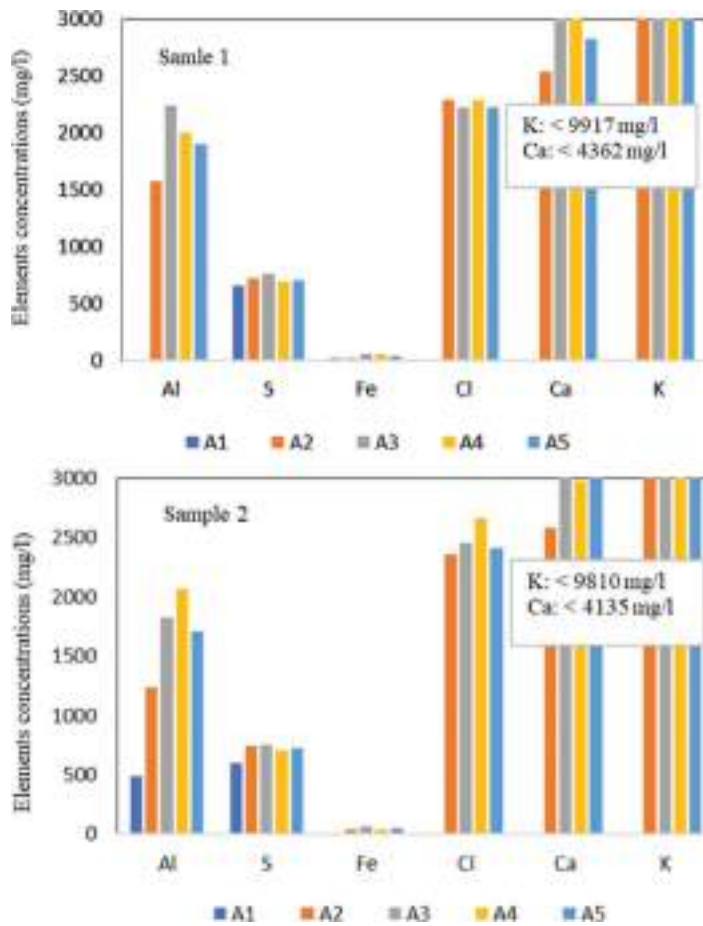 Elements concentrations (mg/l)
3000
2500
2000
1500
1000
500
0
Samle 1
K: < 9917 mg/l
Ca: < 4362 mg/l
Al S Fe Cl Ca K
A1 A2 A3 A4 A5
Elements concentrations (mg/l)
3000
2500
2000
1500
1000
500
0
Sample 2
K: < 9810 mg/l
Ca: < 4135 mg/l
Al S Fe Cl Ca K
A1 A2 A3 A4 A5